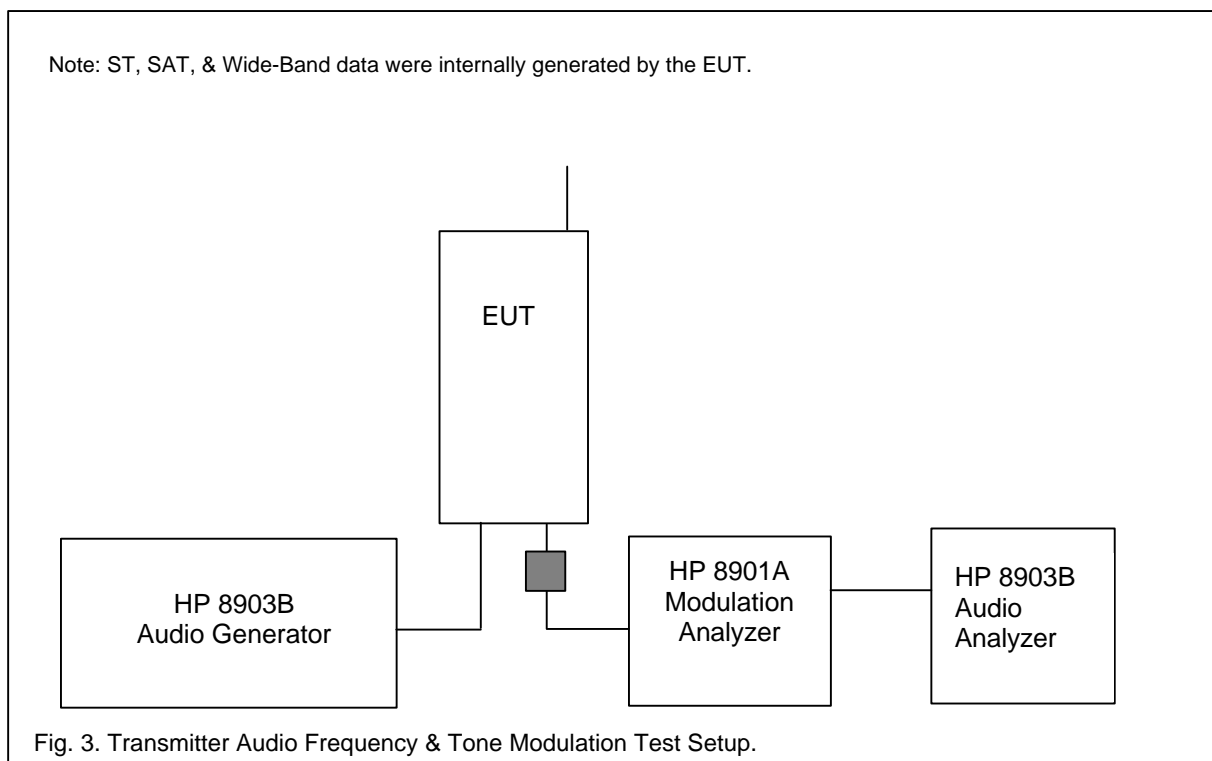 Note: ST, SAT, & Wide-Band data were internally generated by the EUT.
EUT
HP 8903B
Audio Generator
HP 8901A
Modulation
Analyzer
HP 8903B
Audio
Analyzer
Fig. 3. Transmitter Audio Frequency & Tone Modulation Test Setup.